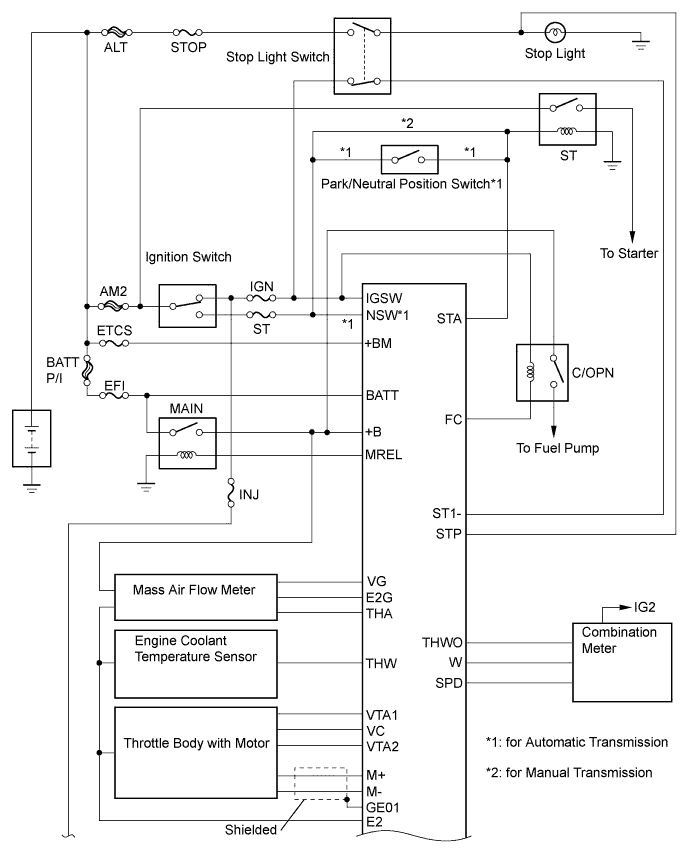 ALT
STOP
Stop Light Switch
Stop Light
*2
*1
*1
ST
Park/Neutral Position Switch*1
To Starter
Ignition Switch
AM2
IGN
IGSW
NSW*1
ST
*1
STA
ETCS
+BM
BATT
P/I
EFI
BATT
C/OPN
MAIN
+B
FC
MREL
To Fuel Pump
INJ
ST1-
STP
Mass Air Flow Meter
VG
E2G
THA
IG2
Engine Coolant
Temperature Sensor
THW
THWO
W
SPD
Combination
Meter
Throttle Body with Motor
VTA1
VC
VTA2
M+
M-
GE01
E2
Shielded
*1: for Automatic Transmission
*2: for Manual Transmission